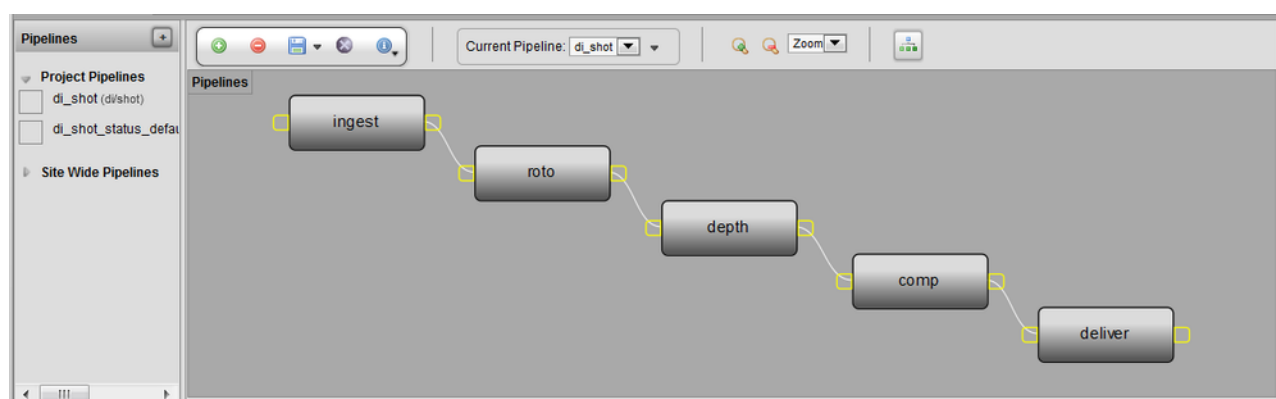 Pipelines
Project Pipelines
di_shot (di/shot)
di_shot_status_defau
Site Wide Pipelines
Current Pipeline: di_shot
Zoom
Pipelines
ingest
roto
depth
comp
deliver